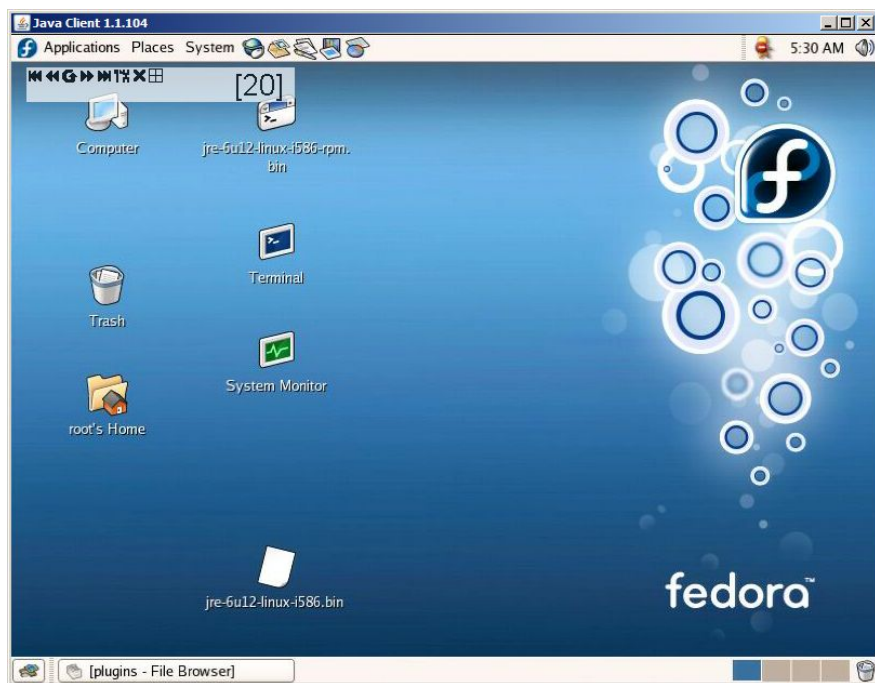 Java Client 1.1.104
Applications Places System
5:30 AM
[20]
Computer
jre-6u12-linux-i586-rpm.
bin
Terminal
Trash
System Monitor
root's Home
jre-6u12-linux-i586.bin
fedora™
[plugins - File Browser]